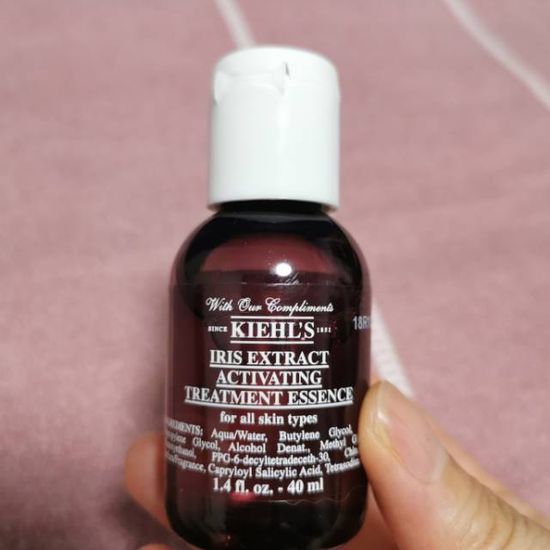 With Our Compliments
SINCE KIEHL'S 1851
IRIS EXTRACT
ACTIVATING
TREATMENT ESSENCE
for all skin types
Aqua/Water, Butylene Glycol,
Glycol, Alcohol Denat., Methyl
PPG-6-decyltetradeceth-30,
Capryloyl Salicylic Acid,
1.4 fl. oz. - 40 ml